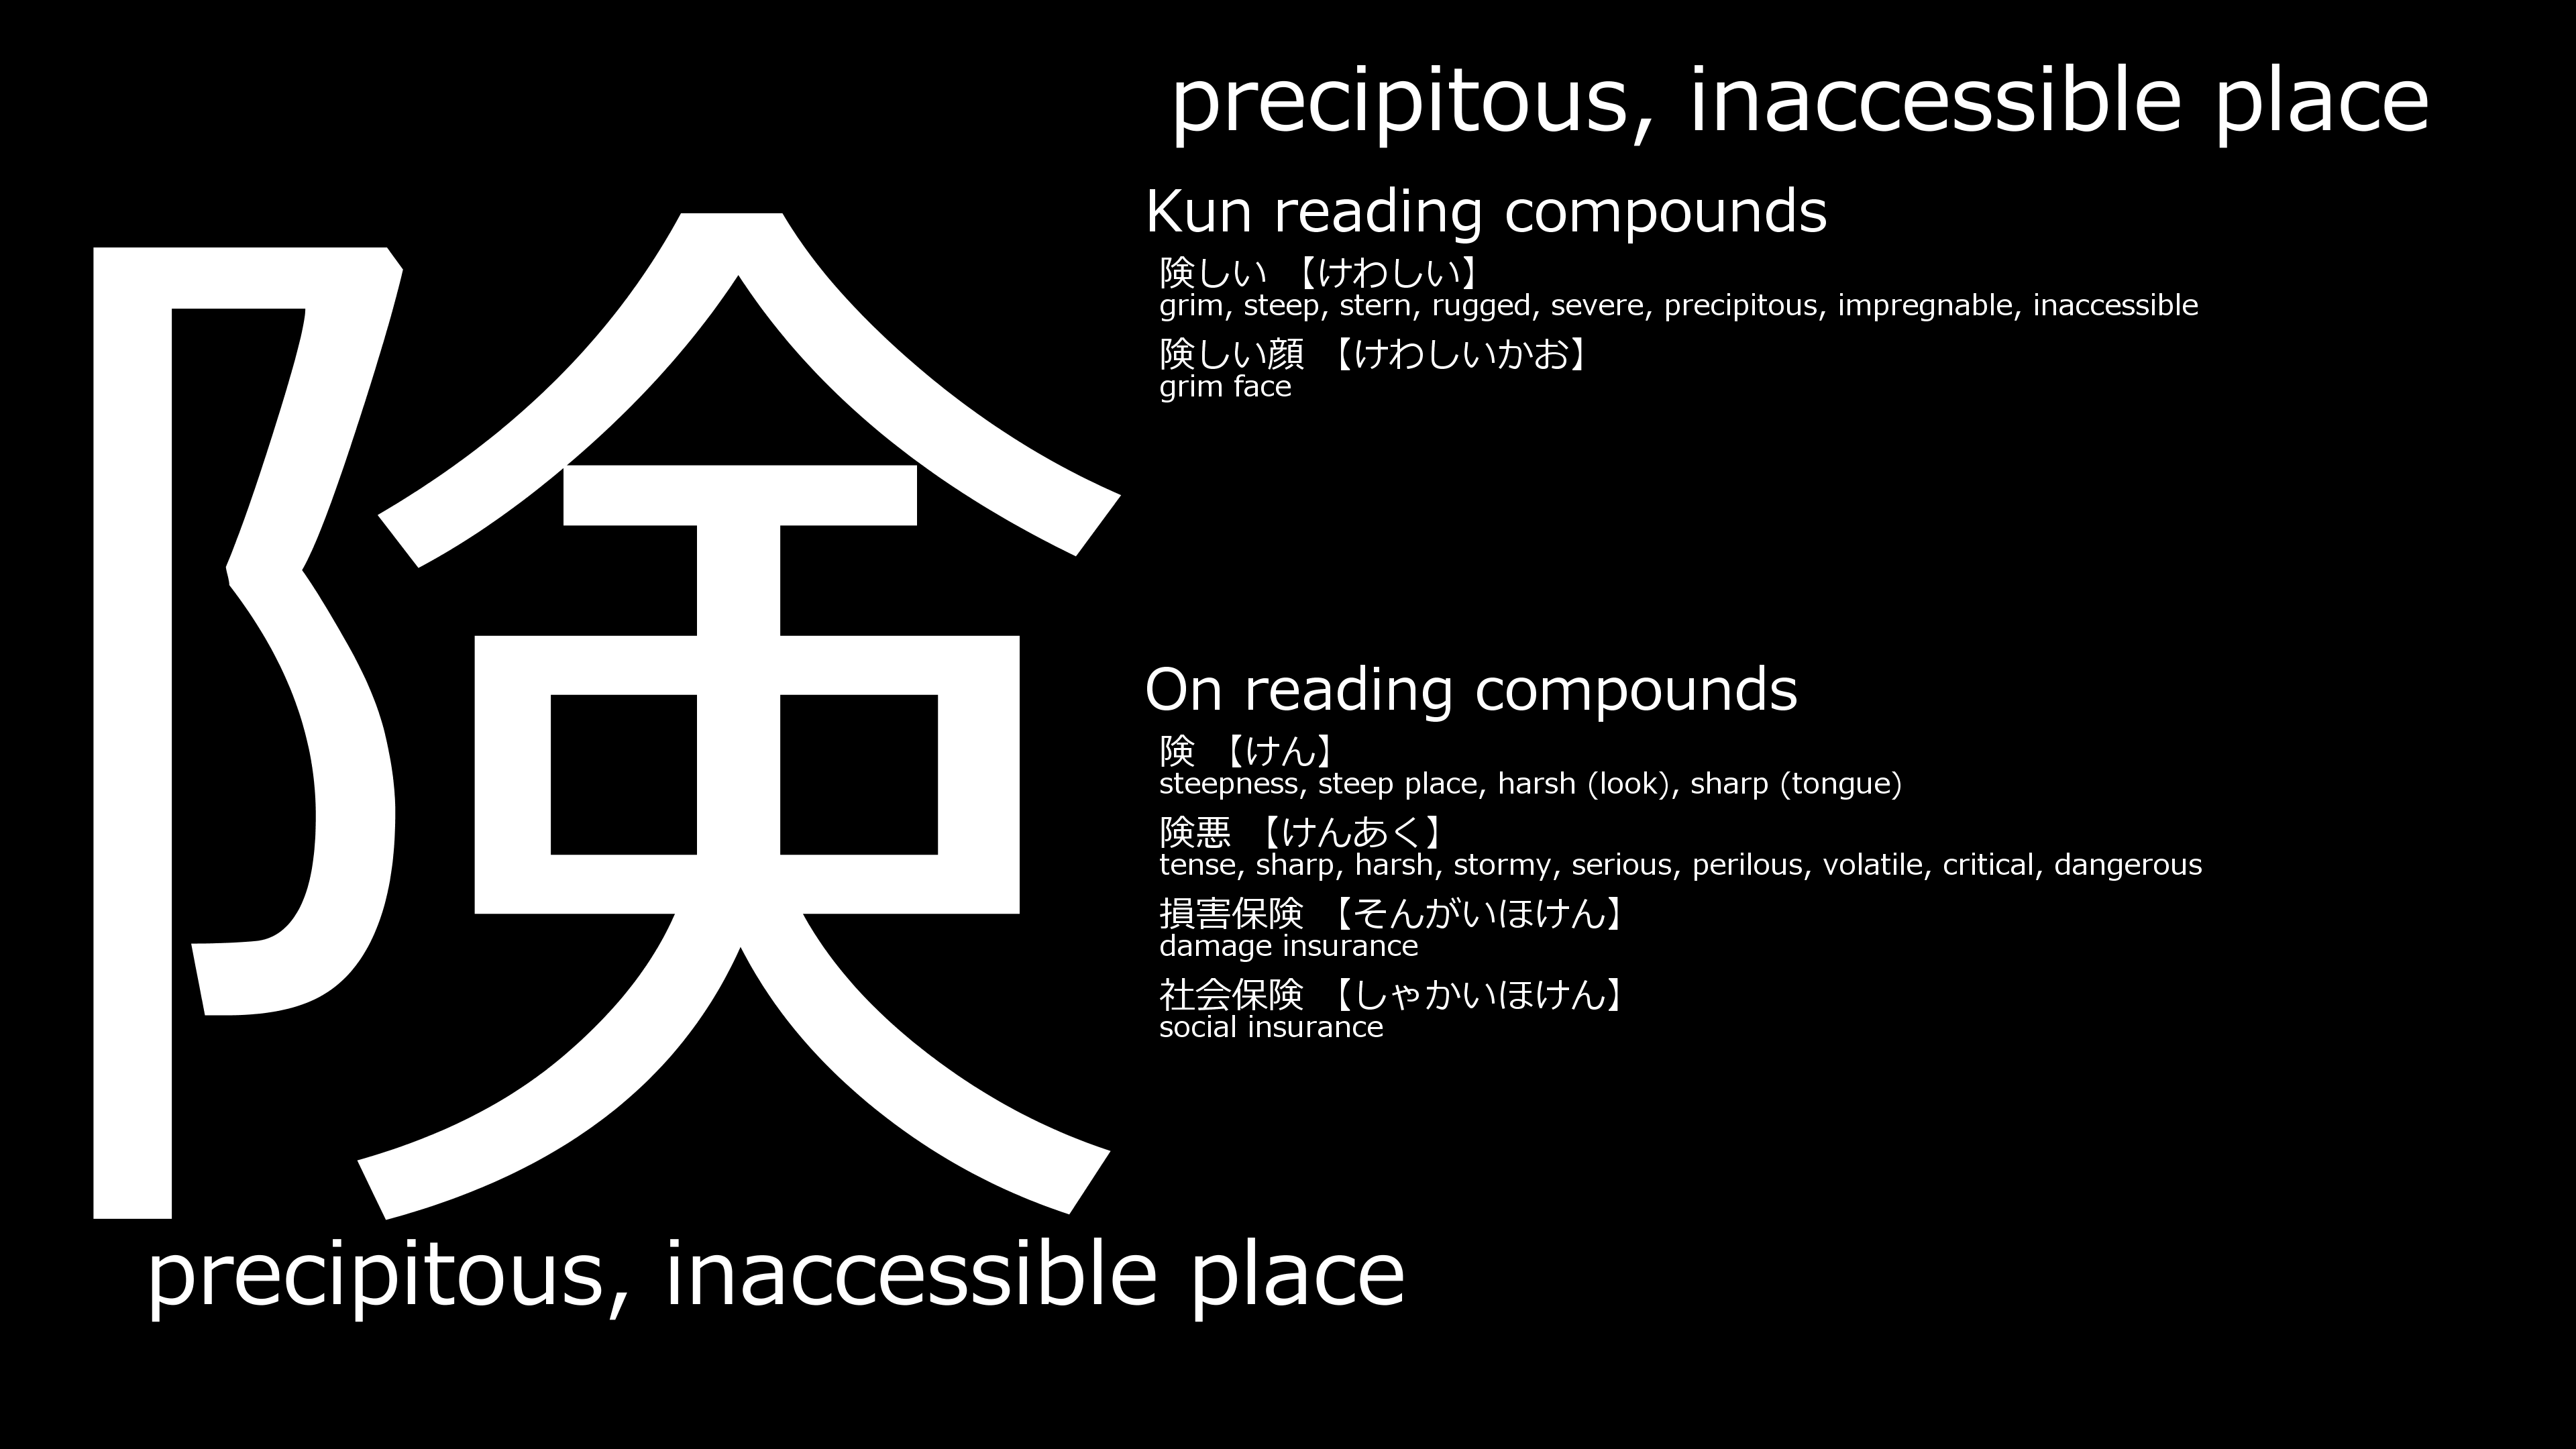 険
precipitous, inaccessible place
precipitous, inaccessible place
Kun reading compounds
険しい 【けわしい】
grim, steep, stern, rugged, severe, precipitous, impregnable, inaccessible
険しい顔 【けわしいかお】
grim face
On reading compounds
険 【けん】
steepness, steep place, harsh (look), sharp (tongue)
険悪 【けんあく】
tense, sharp, harsh, stormy, serious, perilous, volatile, critical, dangerous
損害保険 【そんがいほけん】
damage insurance
社会保険 【しゃかいほけん】
social insurance